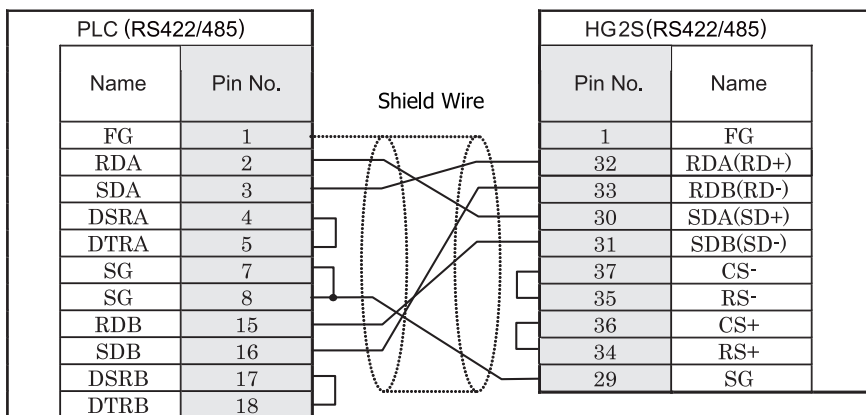 PLC (RS422/485)
Name Pin No.
FG 1
RDA 2
SDA 3
DSRA 4
DTRA 5
SG 7
SG 8
RDB 15
SDB 16
DSRB 17
DTRB 18
Shield Wire
HG2S(RS422/485)
Pin No. Name
1 FG
32 RDA(RD+)
33 RDB(RD-)
30 SDA(SD+)
31 SDB(SD-)
37 CS-
35 RS-
36 CS+
34 RS+
29 SG